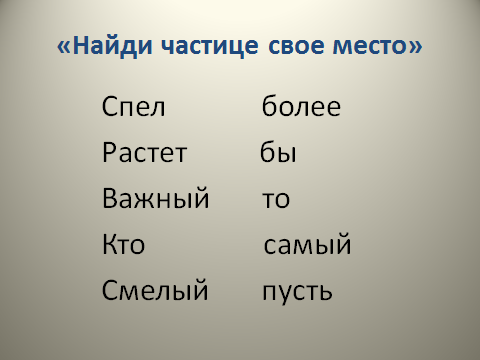 «Найди частице свое место»
Спел более
Растет бы
Важный то
Кто самый
Смелый пусть